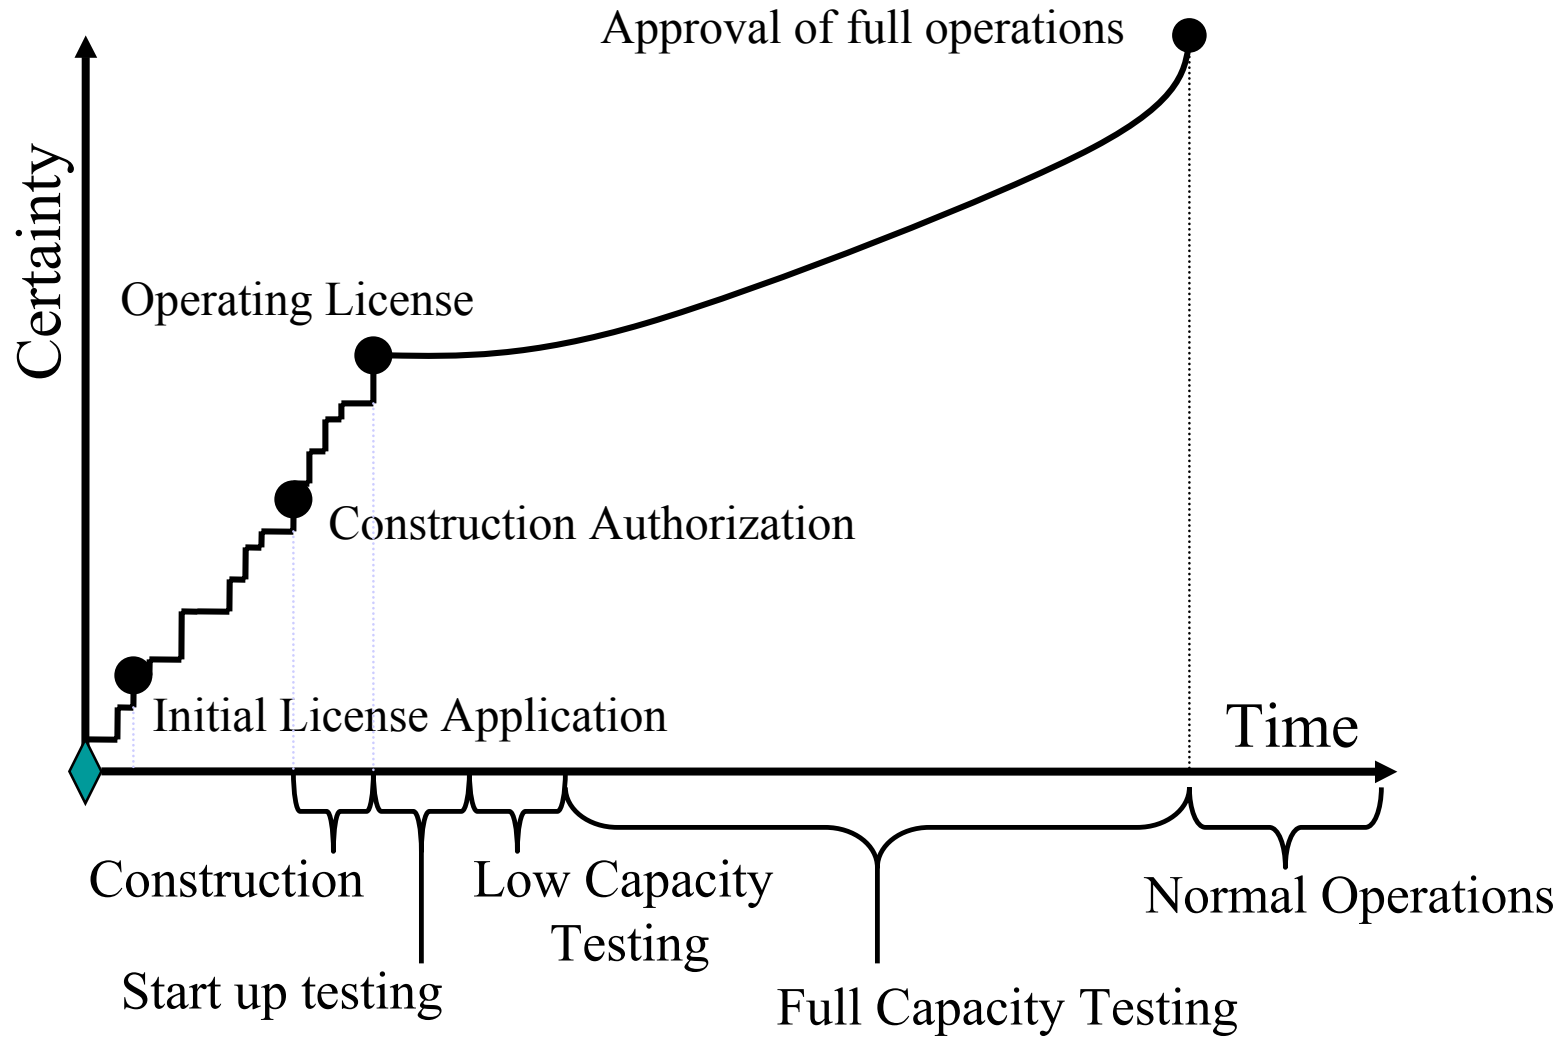 Approval of full operations
Certainty
Operating License
Construction Authorization
Initial License Application
Time
Construction
Low Capacity
Testing
Normal Operations
Start up testing
Full Capacity Testing